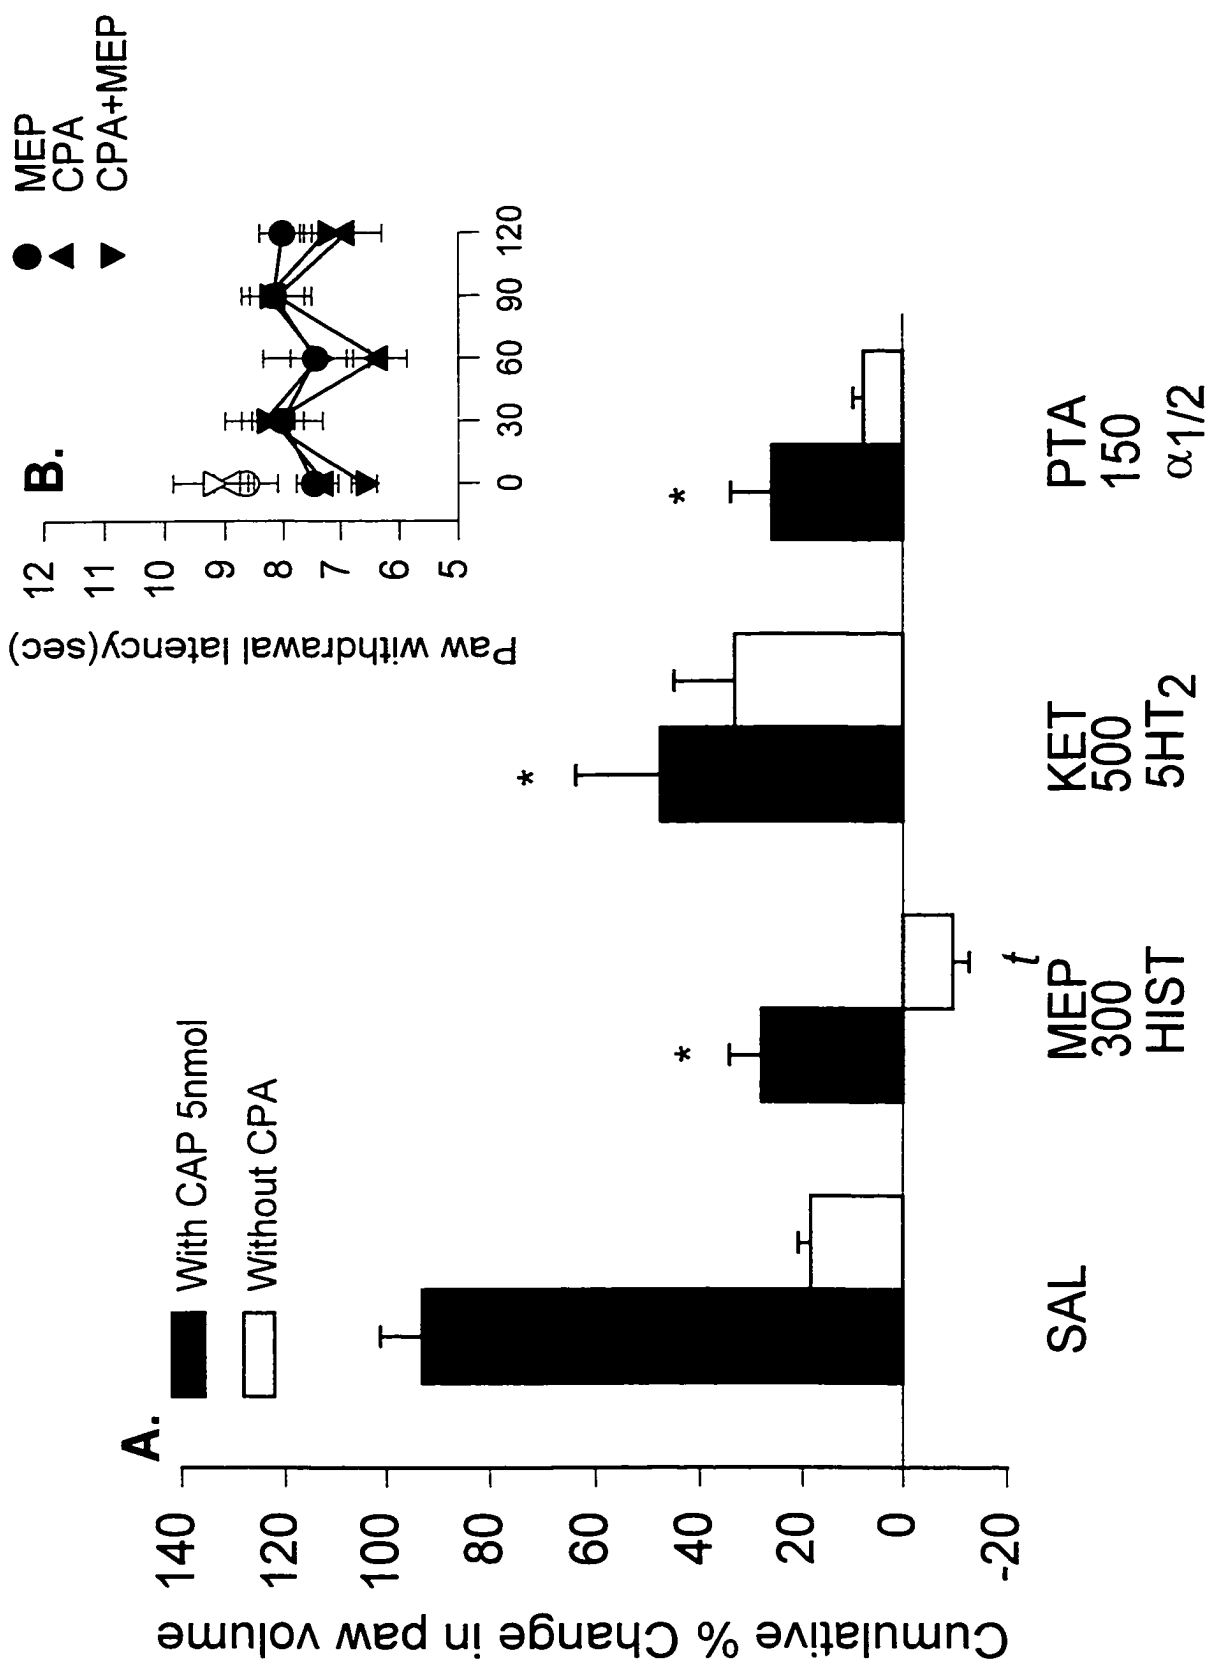 A.
With CAP 5nmol
Without CPA
Cumulative % Change in paw volume
140
120
100
80
60
40
20
0
-20
*
*
*
t
SAL
MEP
300
HIST
KET
500
5HT2
PTA
150
α1/2
B.
MEP
CPA
CPA+MEP
Paw withdrawal latency(sec)
12
11
10
9
8
7
6
5
0 30 60 90 120